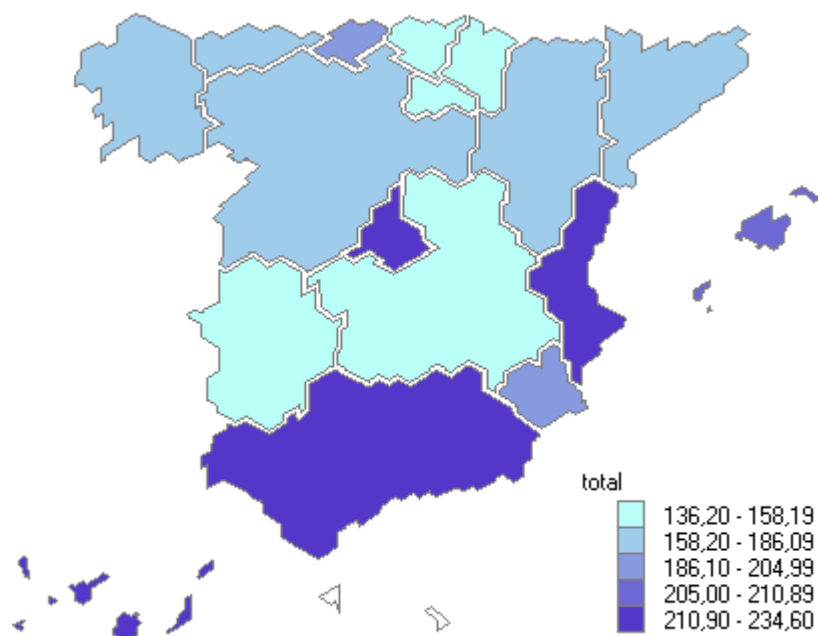 total
136,20 - 158,19
158,20 - 186,09
186,10 - 204,99
205,00 - 210,89
210,90 - 234,60